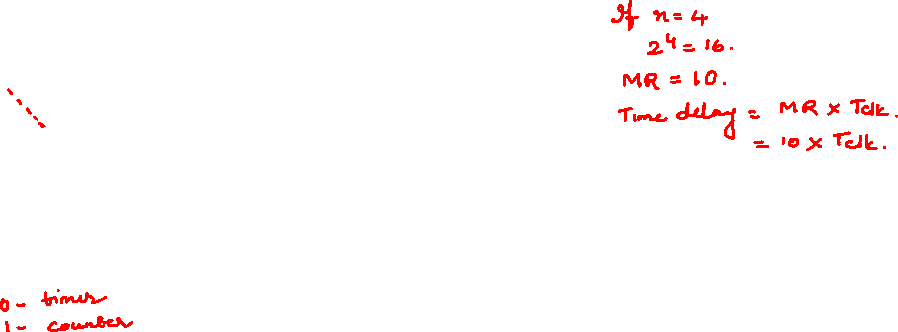 If n = 4
2⁴ = 16.
MR = 10.
Time delay = MR × Tclk.
= 10 × Tclk.
0 - timer
1 - counter